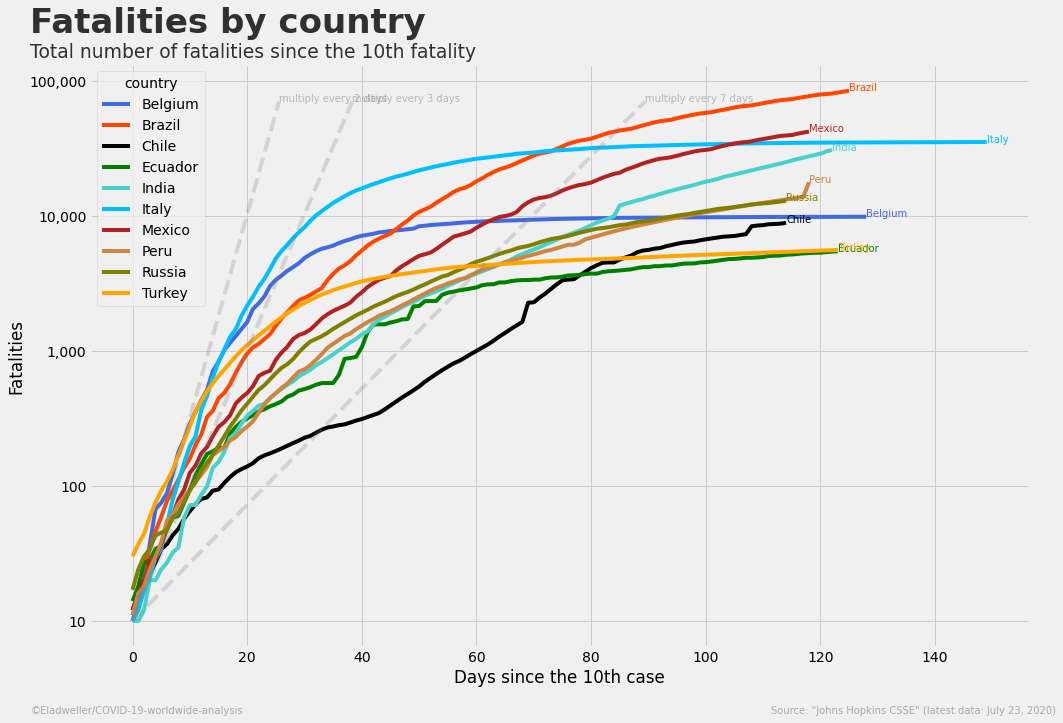 Fatalities by country
Total number of fatalities since the 10th fatality
country
Belgium
Brazil
Chile
Ecuador
India
Italy
Mexico
Peru
Russia
Turkey
100,000
10,000
1,000
100
10
Fatalities
multiply every 2 days
multiply every 3 days
multiply every 7 days
Brazil
Mexico
Italy
India
Peru
Russia
Belgium
Chile
Ecuador
Turkey
0 20 40 60 80 100 120 140
Days since the 10th case
©Eladweller/COVID-19-worldwide-analysis
Source: "Johns Hopkins CSSE" (latest data: July 23, 2020)